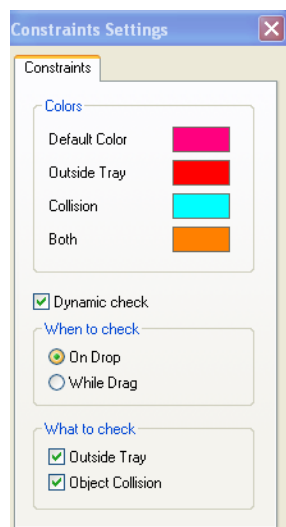 Constraints Settings
Constraints
Colors
Default Color
Outside Tray
Collision
Both
Dynamic check
When to check
On Drop
While Drag
What to check
Outside Tray
Object Collision